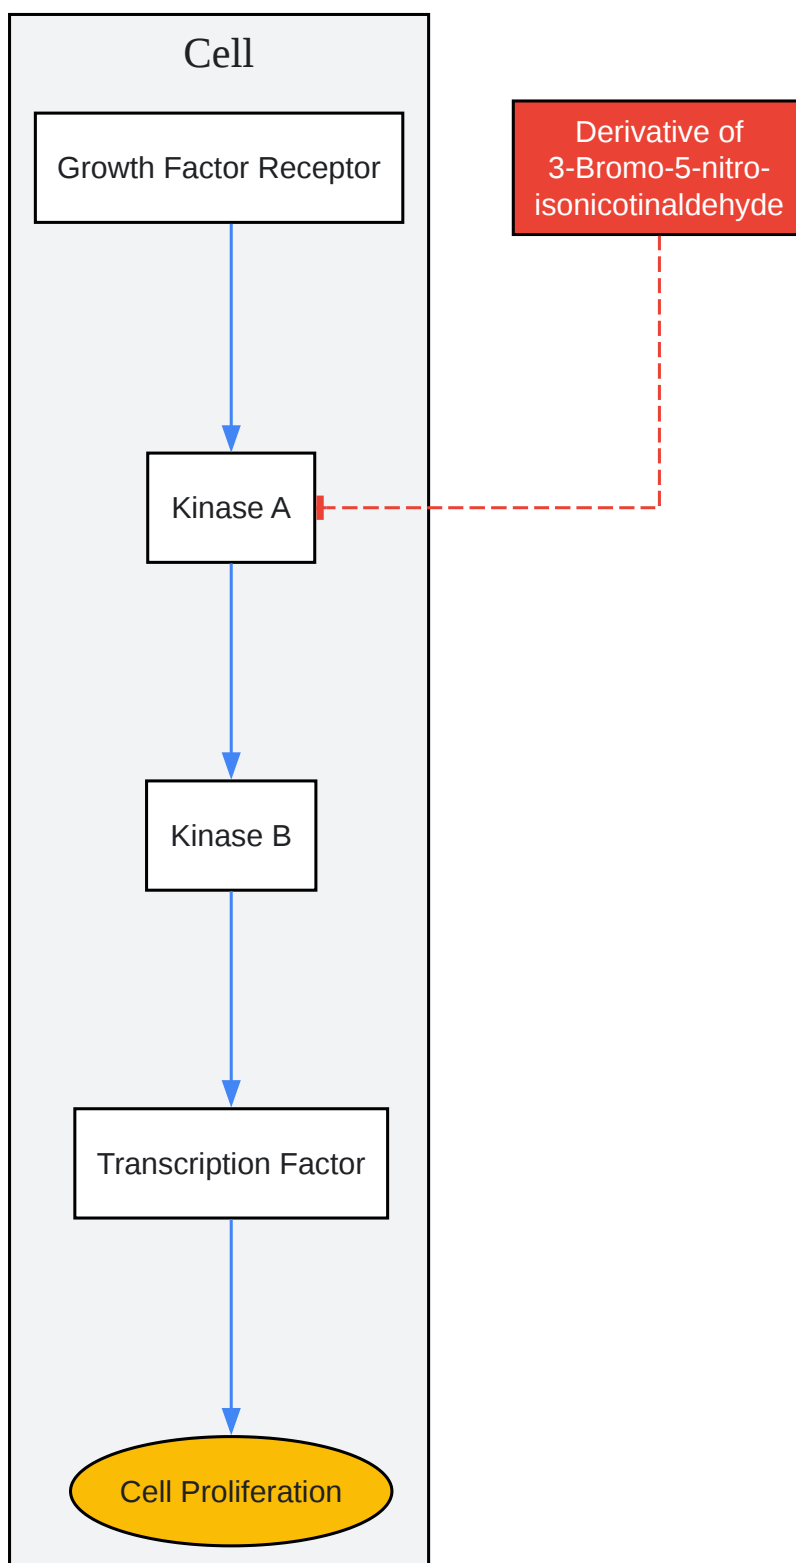 Cell
Growth Factor Receptor
Derivative of
3-Bromo-5-nitro-
isonicotinaldehyde
Kinase A
Kinase B
Transcription Factor
Cell Proliferation